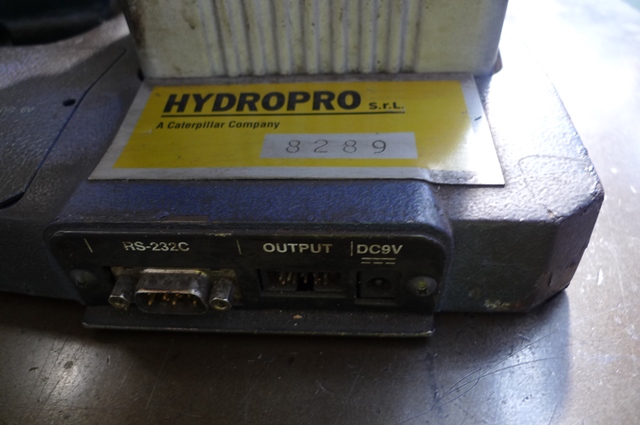 HYDROPRO S.r.L.
A Caterpillar Company
8289
RS-232C OUTPUT DC9V